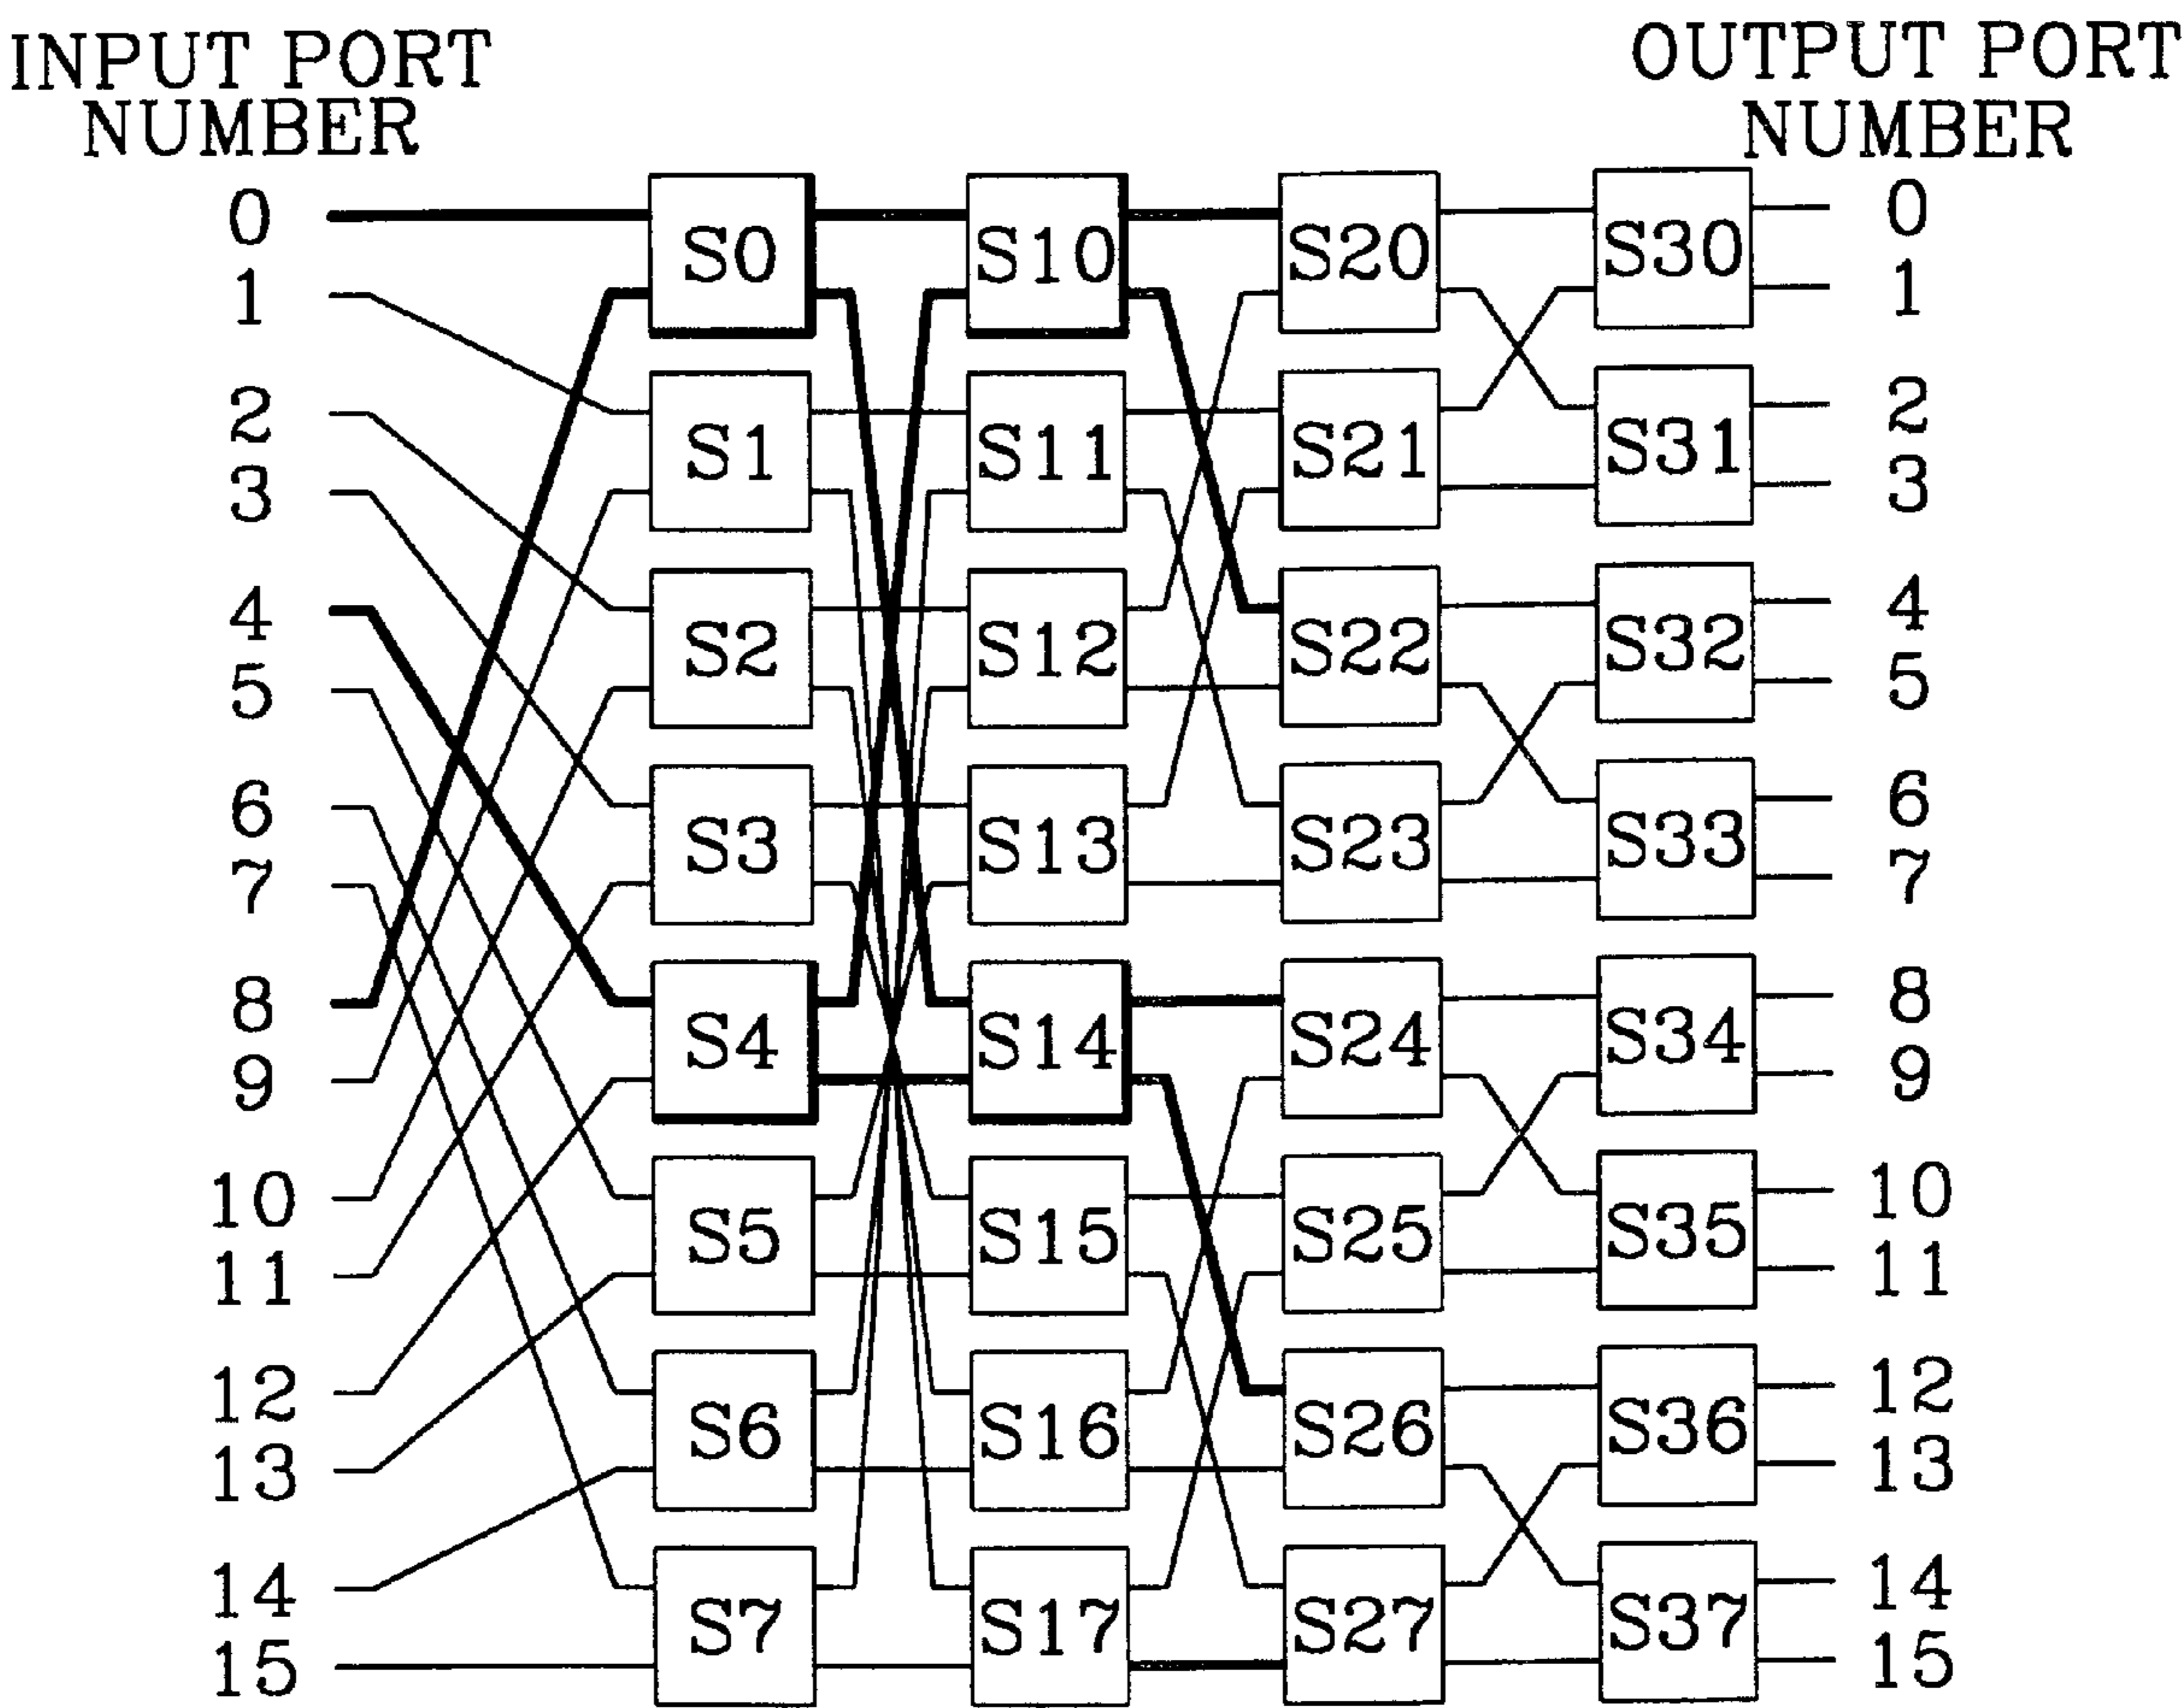 INPUT PORT
NUMBER
OUTPUT PORT
NUMBER
0
S0
S10
S20
S30
0
1
1
2
S1
S11
S21
S31
2
3
3
4
S2
S12
S22
S32
4
5
5
6
S3
S13
S23
S33
6
7
7
8
S4
S14
S24
S34
8
9
9
10
S5
S15
S25
S35
10
11
11
12
S6
S16
S26
S36
12
13
13
14
S7
S17
S27
S37
14
15
15